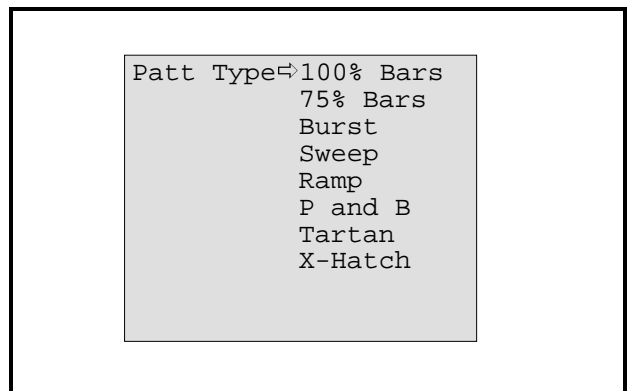 Patt Type⇨100% Bars
75% Bars
Burst
Sweep
Ramp
P and B
Tartan
X-Hatch